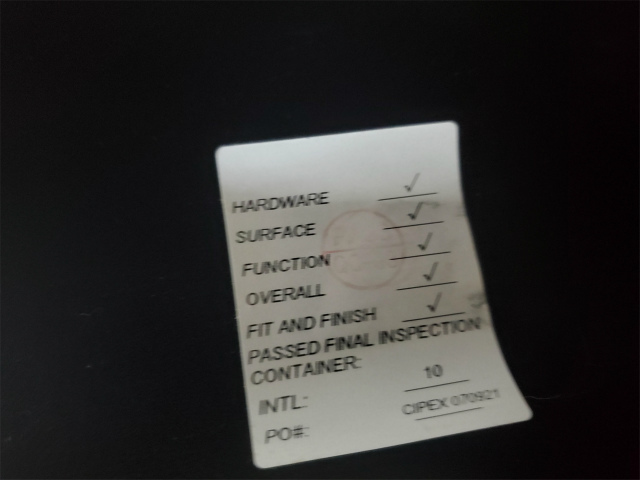 HARDWARE ✓
SURFACE ✓
FUNCTION ✓
OVERALL ✓
FIT AND FINISH ✓
PASSED FINAL INSPECTION
CONTAINER: 10
INTL: CIPEX 070921
PO#: